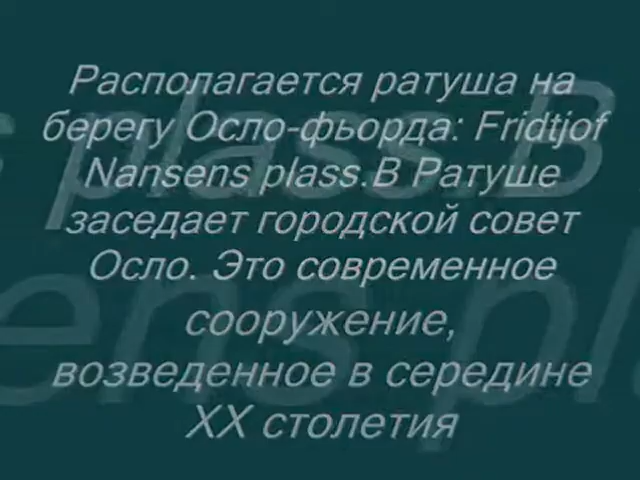 Располагается ратуша на
берегу Осло-фьорда: Fridtjof
Nansens plass.В Ратуше
заседает городской совет
Осло. Это современное
сооружение,
возведенное в середине
XX столетия